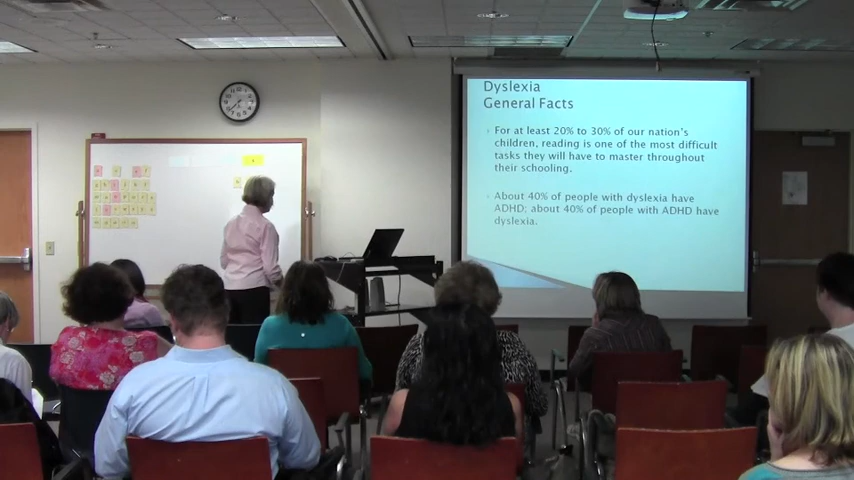 Dyslexia
General Facts
For at least 20% to 30% of our nation's
children, reading is one of the most difficult
tasks they will have to master throughout
their schooling.
About 40% of people with dyslexia have
ADHD; about 40% of people with ADHD have
dyslexia.